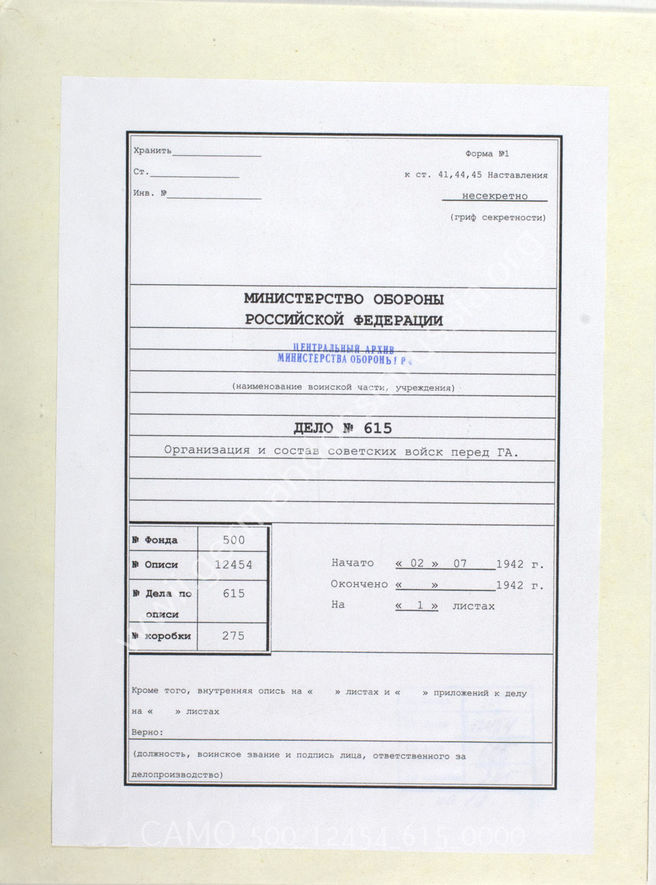 Хранить
Форма №1
Ст.
к ст. 41,44,45 Наставления
Инв. №
несекретно
(гриф секретности)
МИНИСТЕРСТВО ОБОРОНЫ
РОССИЙСКОЙ ФЕДЕРАЦИИ
ЦЕНТРАЛЬНЫЙ АРХИВ
МИНИСТЕРСТВА ОБОРОНЫ
(наименование воинской части, учреждения)
ДЕЛО № 615
Организация и состав советских войск перед ГА.
№ Фонда 500
№ Описи 12454
№ Дела по описи 615
№ коробки 275
Начато « 02 » 07 1942 г.
Окончено « » 1942 г.
На « 1 » листах
Кроме того, внутренняя опись на « » листах и « » приложений к делу
на « » листах
Верно:
(должность, воинское звание и подпись лица, ответственного за
делопроизводство)
CAMO 500 12454 615 0000